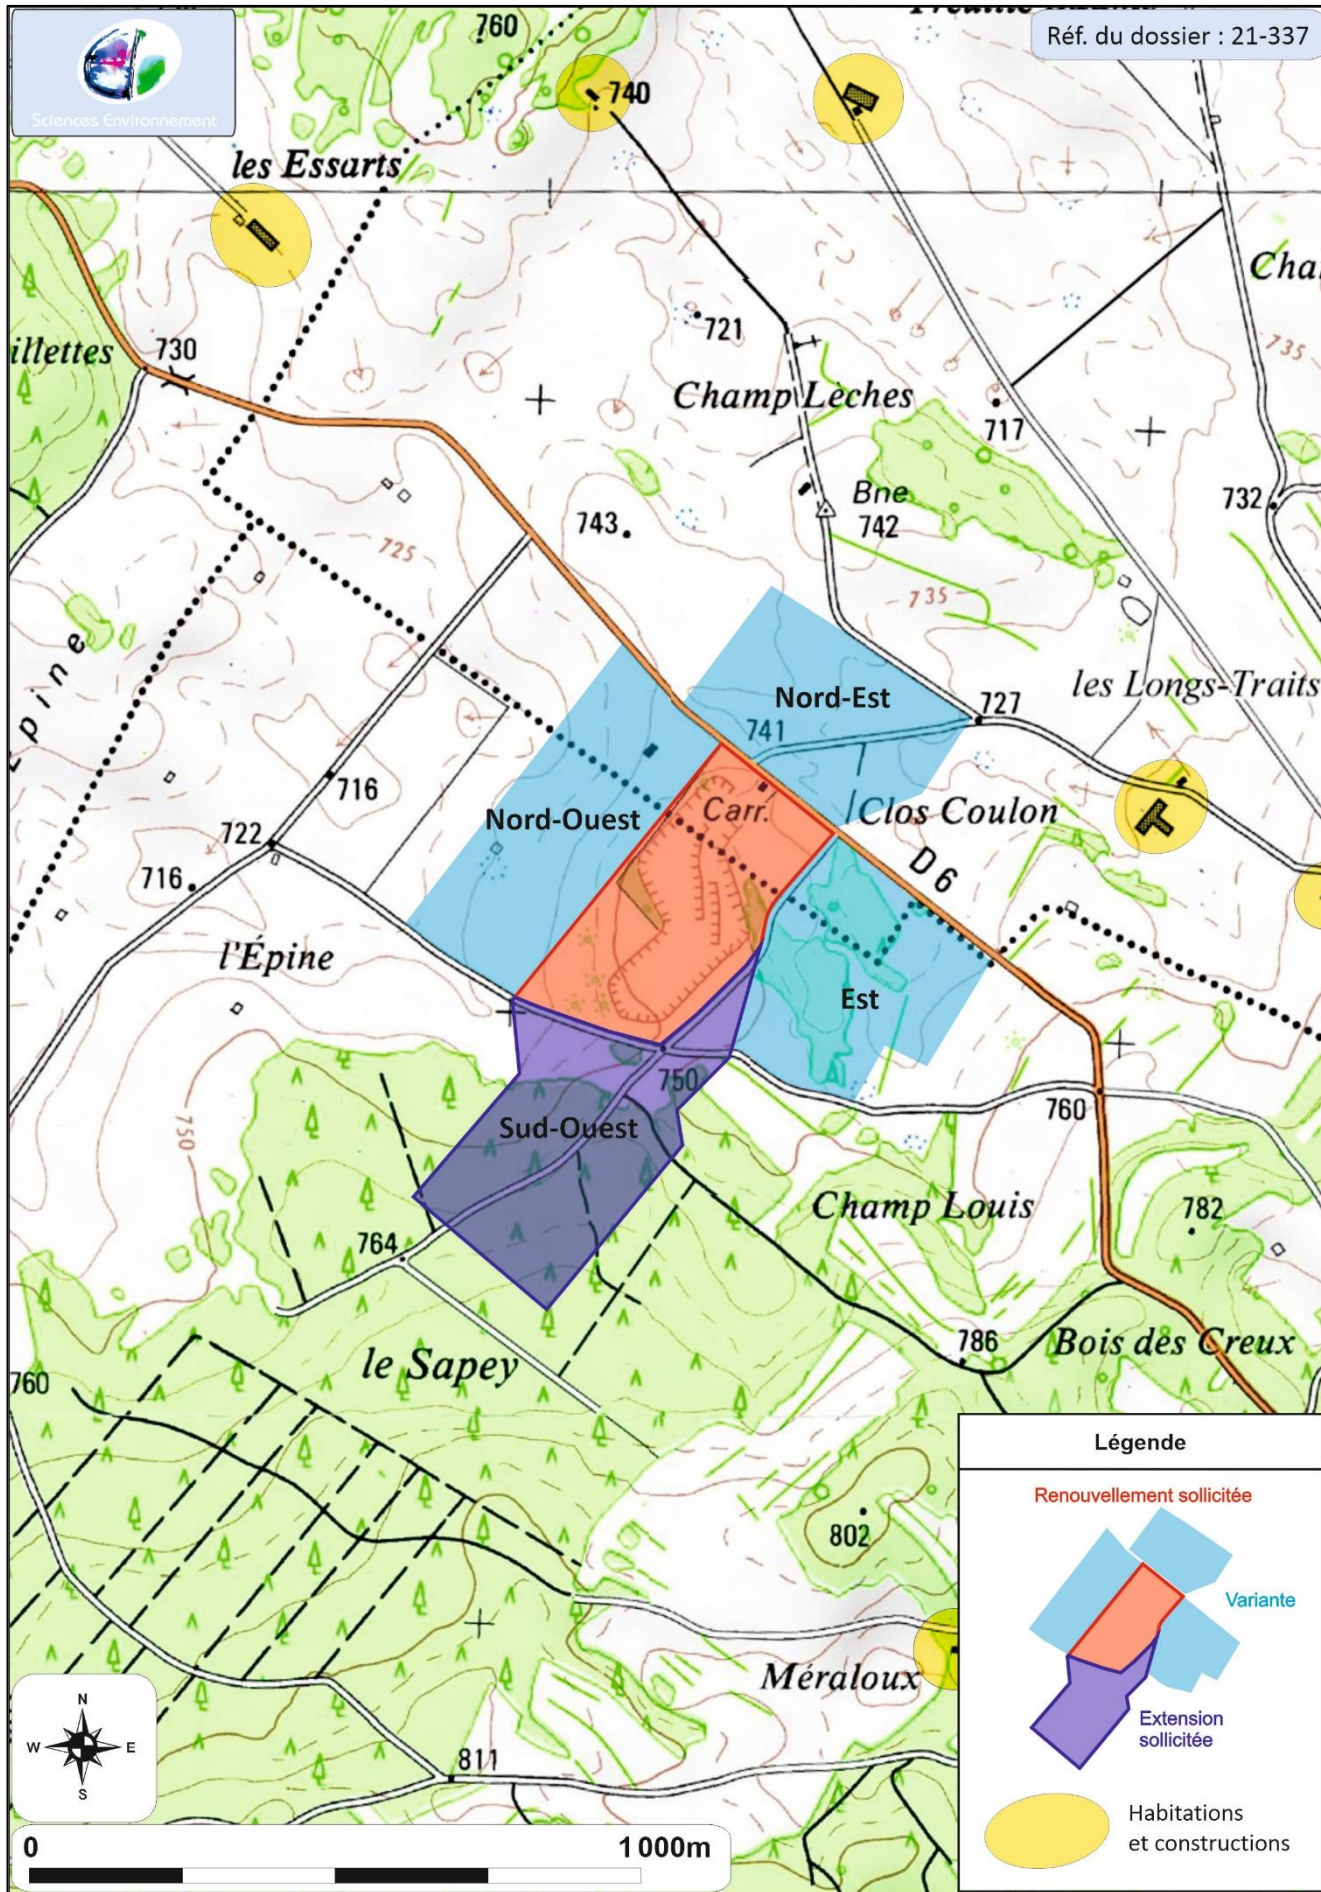 760
Réf. du dossier : 21-337
Sciences Environnement
740
les Essarts
Cha
735
illettes
730
721
Champ Lèches
717
732
Bne
742
743
725
735
Epine
les Longs-Traits
Nord-Est
727
741
716
Nord-Ouest
Carr.
Clos Coulon
722
716
D 6
l'Épine
Est
750
760
750
Sud-Ouest
Champ Louis
782
764
786
Bois des Creux
le Sapey
760
802
Méraloux
811
N
W
E
S
0
1000m
Légende
Renouvellement sollicitée
Variante
Extension
sollicitée
Habitations
et constructions